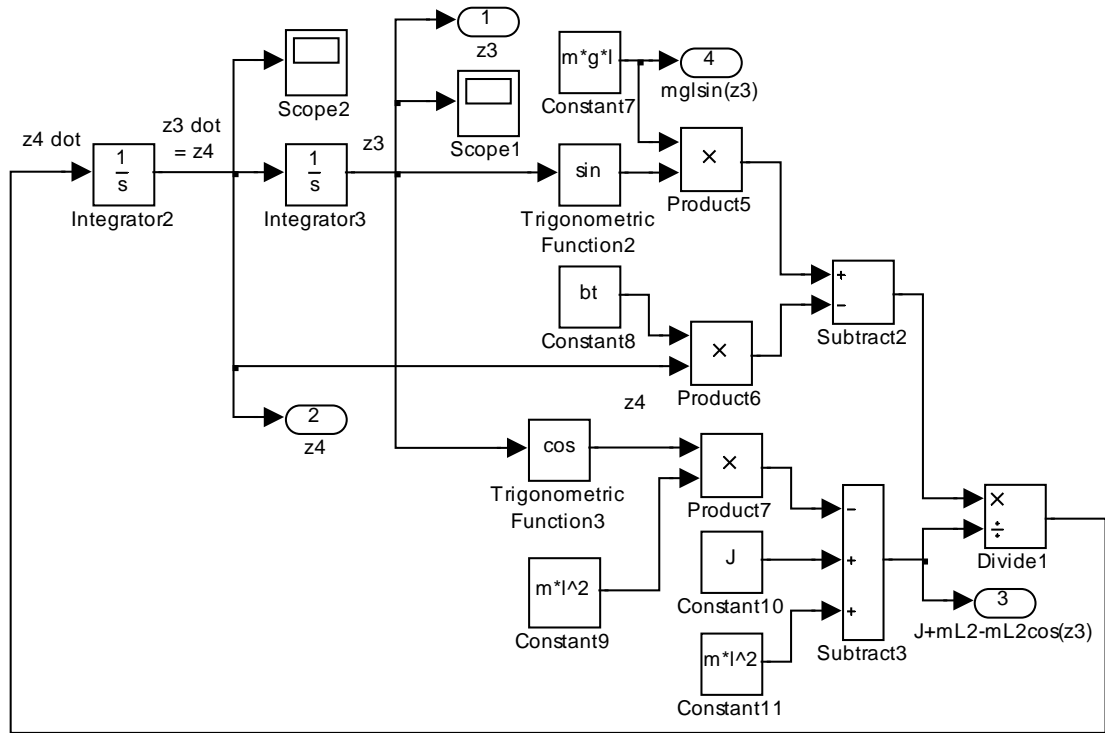 1
z3
Scope2
m*g*l
Constant7
4
mglsin(z3)
Scope1
z4 dot
z3 dot
= z4
z3
1
s
Integrator2
1
s
Integrator3
sin
Trigonometric
Function2
×
Product5
bt
Constant8
×
Product6
+
-
Subtract2
z4
2
z4
cos
Trigonometric
Function3
×
Product7
m*l^2
Constant9
J
Constant10
m*l^2
Constant11
-
+
+
Subtract3
×
÷
Divide1
3
J+mL2-mL2cos(z3)